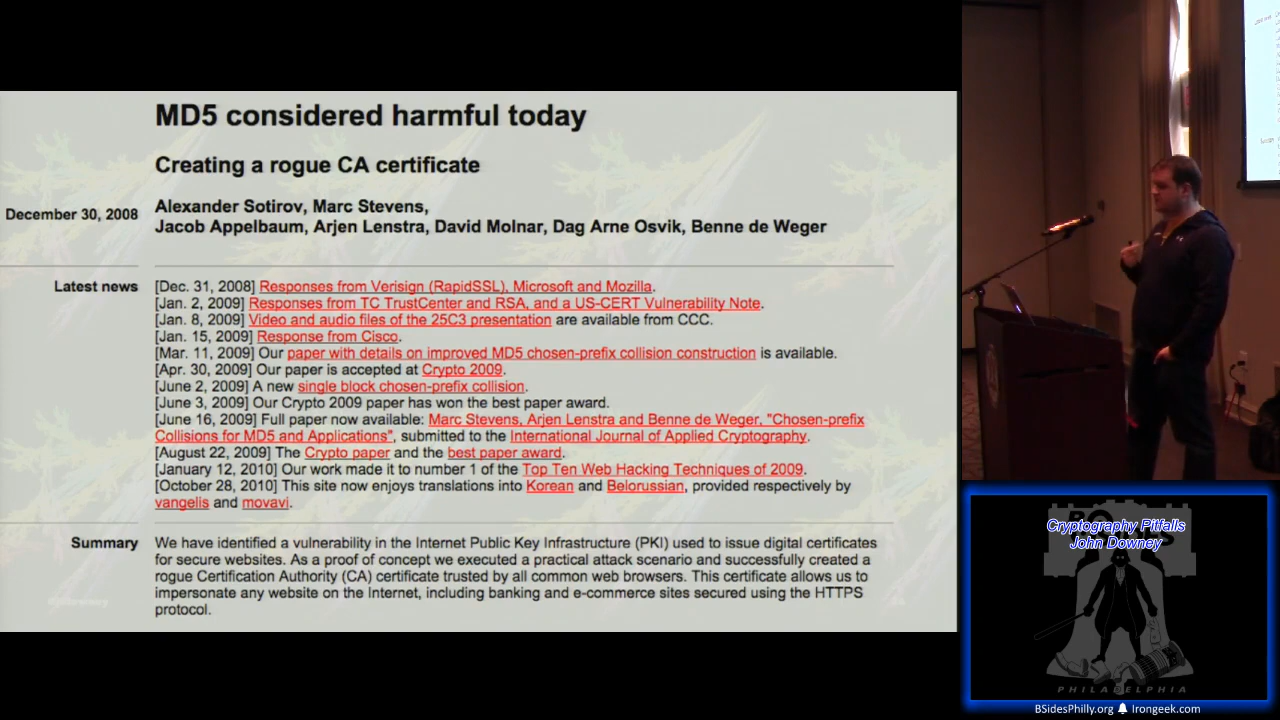 MD5 considered harmful today
Creating a rogue CA certificate
December 30, 2008
Alexander Sotirov, Marc Stevens,
Jacob Appelbaum, Arjen Lenstra, David Molnar, Dag Arne Osvik, Benne de Weger
Latest news
[Dec. 31, 2008] Responses from Verisign (RapidSSL), Microsoft and Mozilla.
[Jan. 2, 2009] Responses from TC TrustCenter and RSA, and a US-CERT Vulnerability Note.
[Jan. 8, 2009] Video and audio files of the 25C3 presentation are available from CCC.
[Jan. 15, 2009] Response from Cisco.
[Mar. 11, 2009] Our paper with details on improved MD5 chosen-prefix collision construction is available.
[Apr. 30, 2009] Our paper is accepted at Crypto 2009.
[June 2, 2009] A new single block chosen-prefix collision.
[June 3, 2009] Our Crypto 2009 paper has won the best paper award.
[June 16, 2009] Full paper now available: Marc Stevens, Arjen Lenstra and Benne de Weger, "Chosen-prefix
Collisions for MD5 and Applications", submitted to the International Journal of Applied Cryptography.
[August 22, 2009] The Crypto paper and the best paper award.
[January 12, 2010] Our work made it to number 1 of the Top Ten Web Hacking Techniques of 2009.
[October 28, 2010] This site now enjoys translations into Korean and Belorussian, provided respectively by
vangelis and movavi.
Summary
We have identified a vulnerability in the Internet Public Key Infrastructure (PKI) used to issue digital certificates
for secure websites. As a proof of concept we executed a practical attack scenario and successfully created a
rogue Certification Authority (CA) certificate trusted by all common web browsers. This certificate allows us to
impersonate any website on the Internet, including banking and e-commerce sites secured using the HTTPS
protocol.
Cryptography Pitfalls
John Downey
PHILADELPHIA
BSidesPhilly.org Irongeek.com